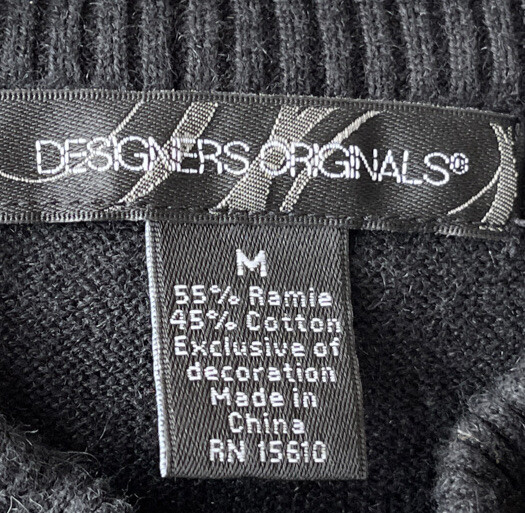 DESIGNERS ORIGINALS®
M
55% Ramie
45% Cotton
Exclusive of
decoration
Made in
China
RN 15610